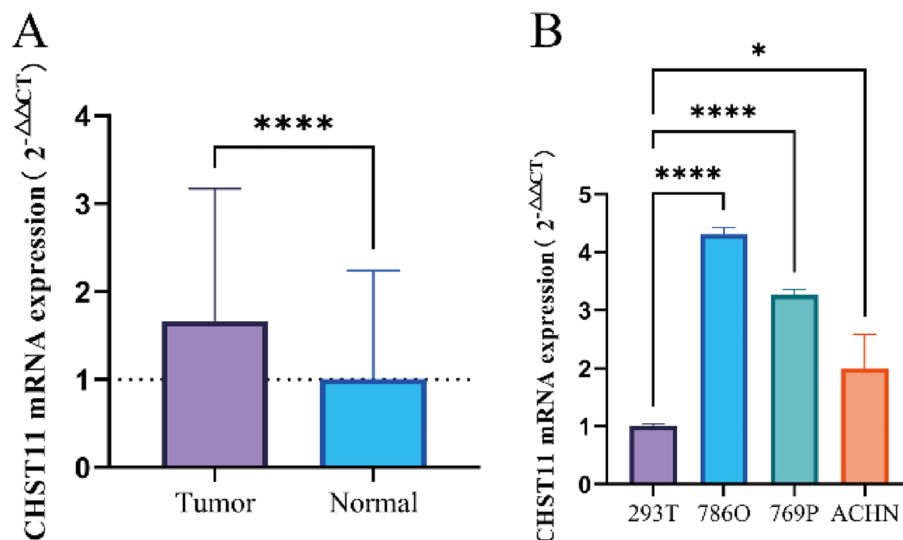 A
CHST11 mRNA expression ( 2-ΔΔCT)
4
3
2
1
0
****
Tumor Normal
B
CHST11 mRNA expression ( 2-ΔΔCT)
5
4
3
2
1
0
*
****
****
293T 786O 769P ACHN